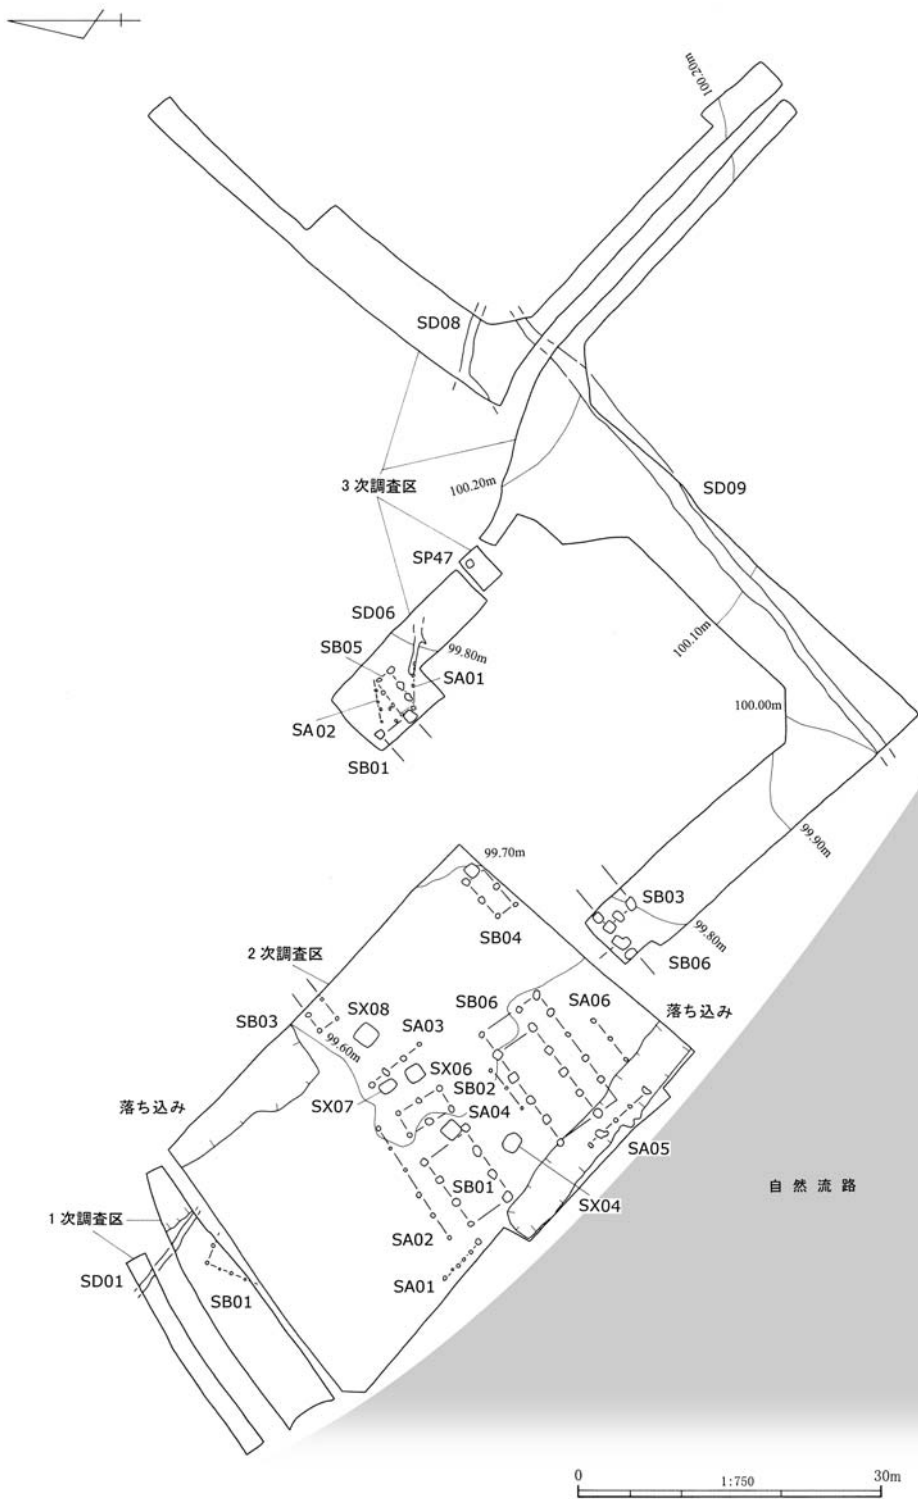 100.20m
SD08
3次調査区
100.20m
SD09
SP47
SD06
SB05
99.80m
SA01
100.10m
SA02
100.00m
SB01
99.90m
99.70m
SB03
SB04
99.80m
SB06
2次調査区
SB06
SA06
落ち込み
SX08
SB03
99.60m
SA03
SX06
SB02
SX07
SA04
落ち込み
SA05
SB01
自然流路
SX04
1次調査区
SA02
SD01
SB01
SA01
0
1:750
30m